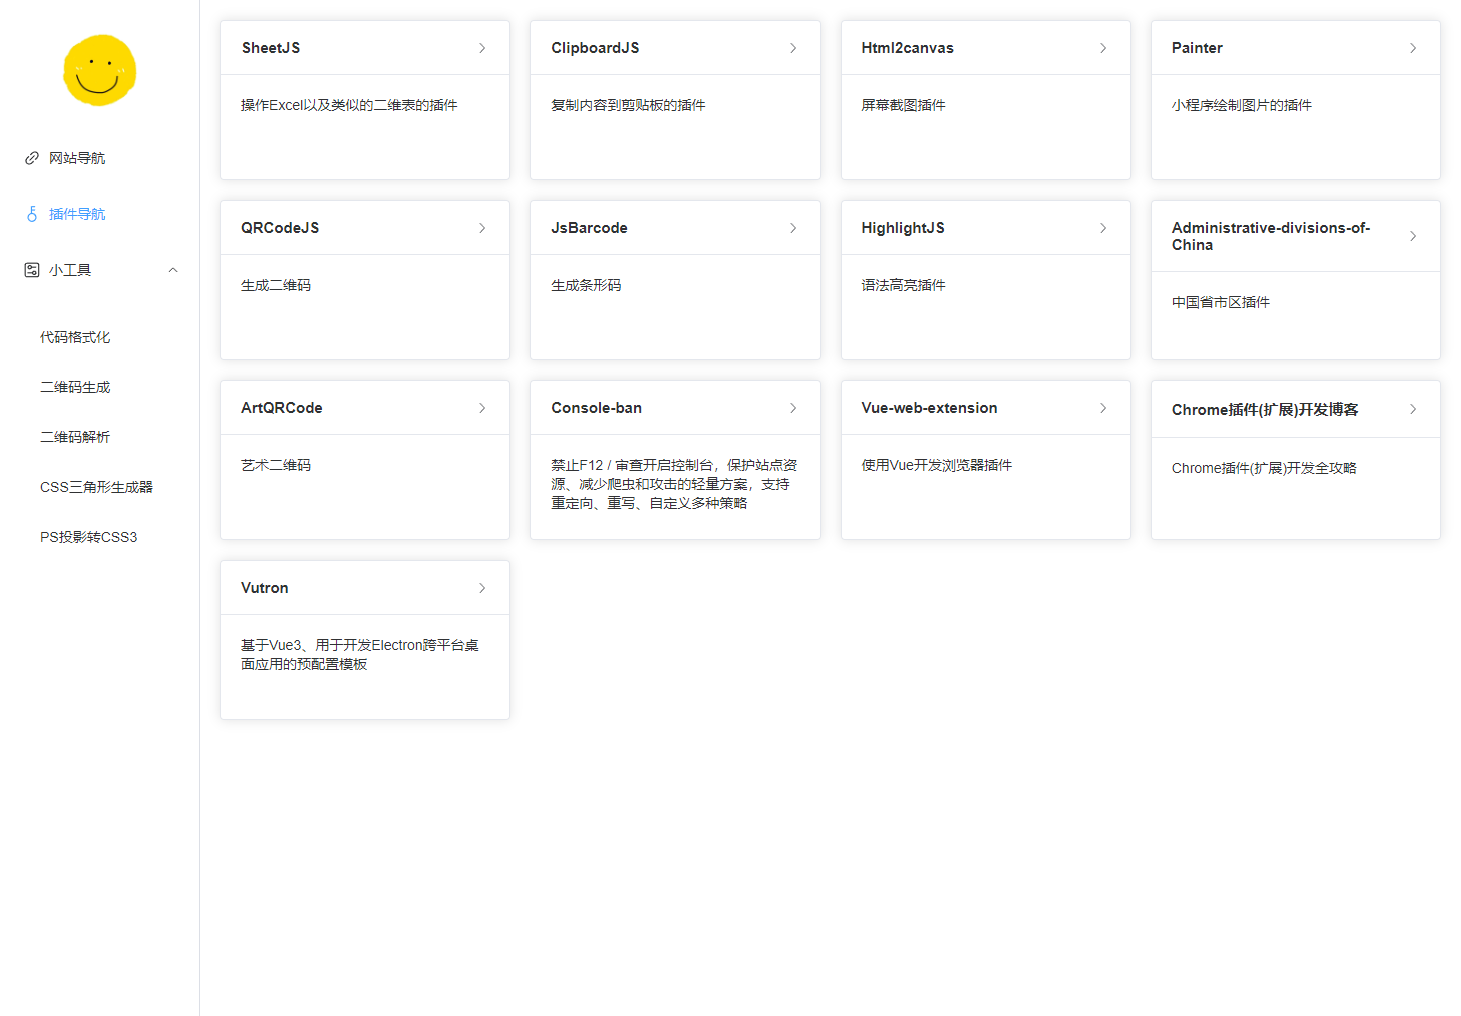 网站导航
插件导航
小工具
代码格式化
二维码生成
二维码解析
CSS三角形生成器
PS投影转CSS3
SheetJS
操作Excel以及类似的二维表的插件
ClipboardJS
复制内容到剪贴板的插件
Html2canvas
屏幕截图插件
Painter
小程序绘制图片的插件
QRCodeJS
生成二维码
JsBarcode
生成条形码
HighlightJS
语法高亮插件
Administrative-divisions-of-
China
中国省市区插件
ArtQRCode
艺术二维码
Console-ban
禁止F12 / 审查开启控制台，保护站点资
源、减少爬虫和攻击的轻量方案，支持
重定向、重写、自定义多种策略
Vue-web-extension
使用Vue开发浏览器插件
Chrome插件(扩展)开发博客
Chrome插件(扩展)开发全攻略
Vutron
基于Vue3、用于开发Electron跨平台桌
面应用的预配置模板